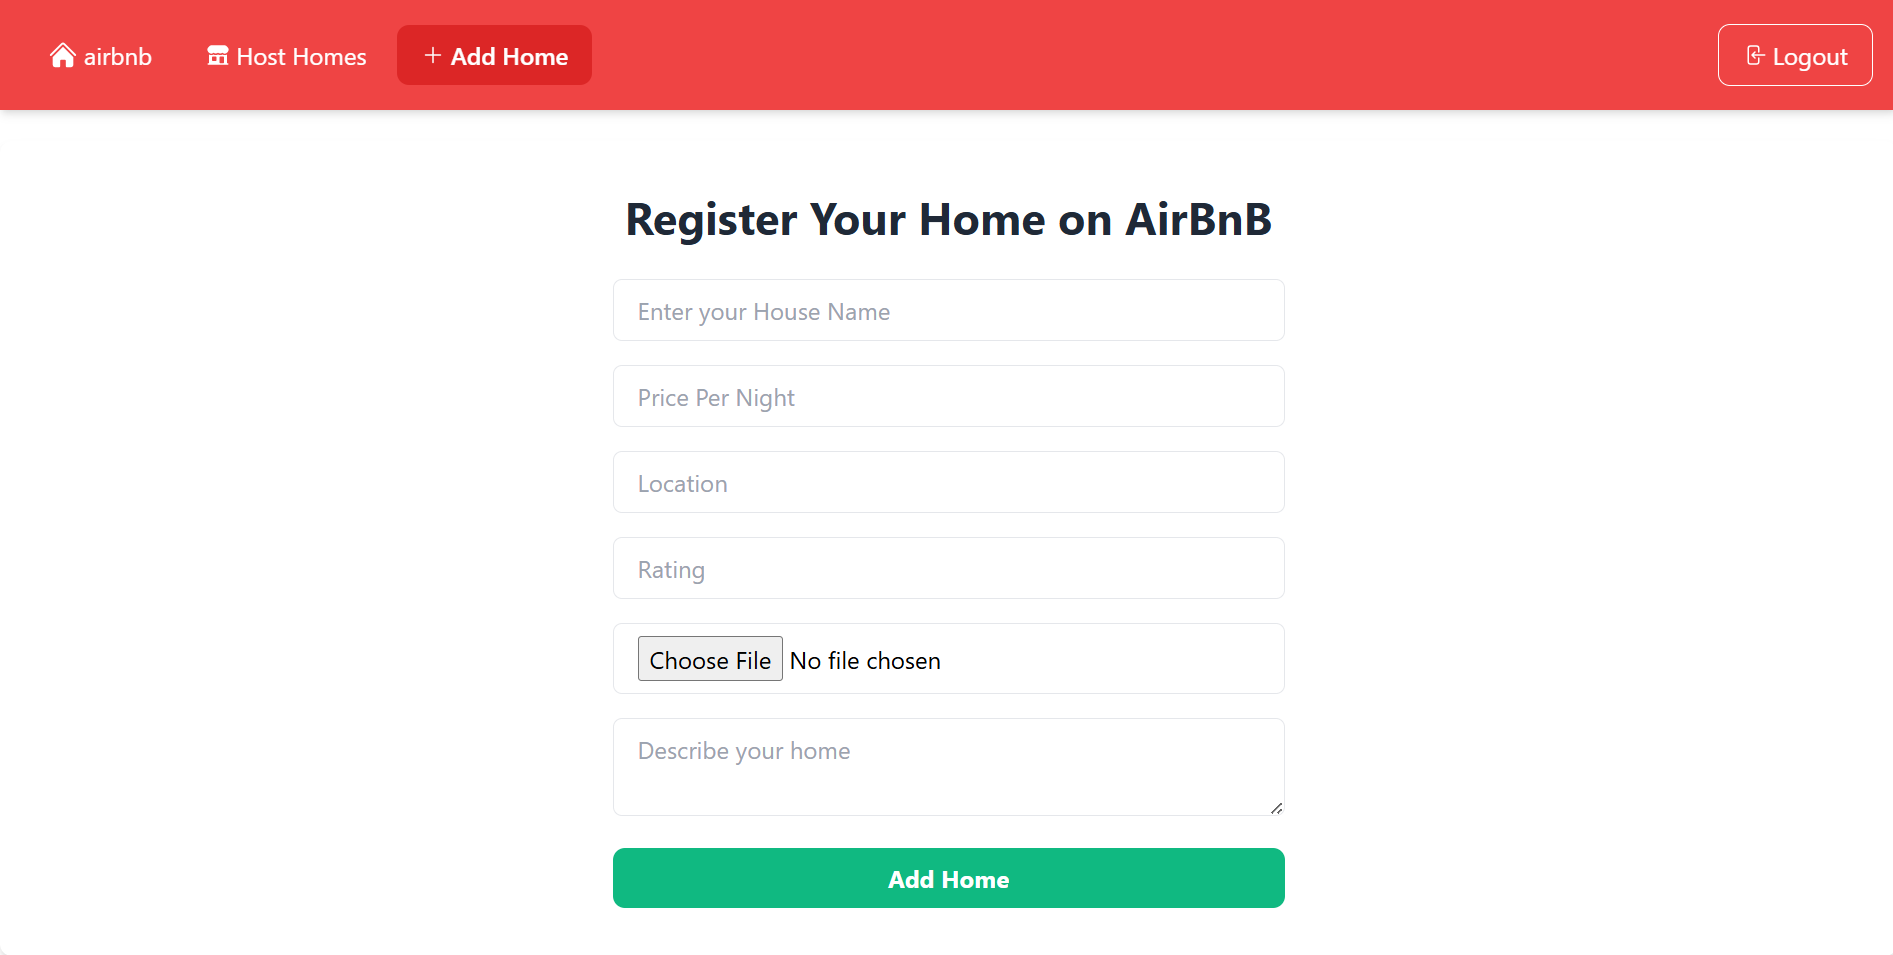 airbnb Host Homes Add Home Logout
Register Your Home on AirBnB
Enter your House Name
Price Per Night
Location
Rating
Choose File No file chosen
Describe your home
Add Home